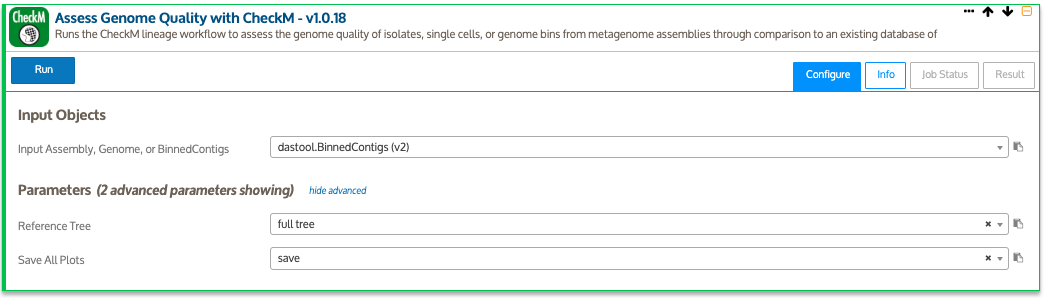 CheckM
Assess Genome Quality with CheckM - v1.0.18
Runs the CheckM lineage workflow to assess the genome quality of isolates, single cells, or genome bins from metagenome assemblies through comparison to an existing database of
Run
Configure
Info
Job Status
Result
Input Objects
Input Assembly, Genome, or BinnedContigs
dastool.BinnedContigs (v2)
Parameters (2 advanced parameters showing) hide advanced
Reference Tree
full tree
Save All Plots
save